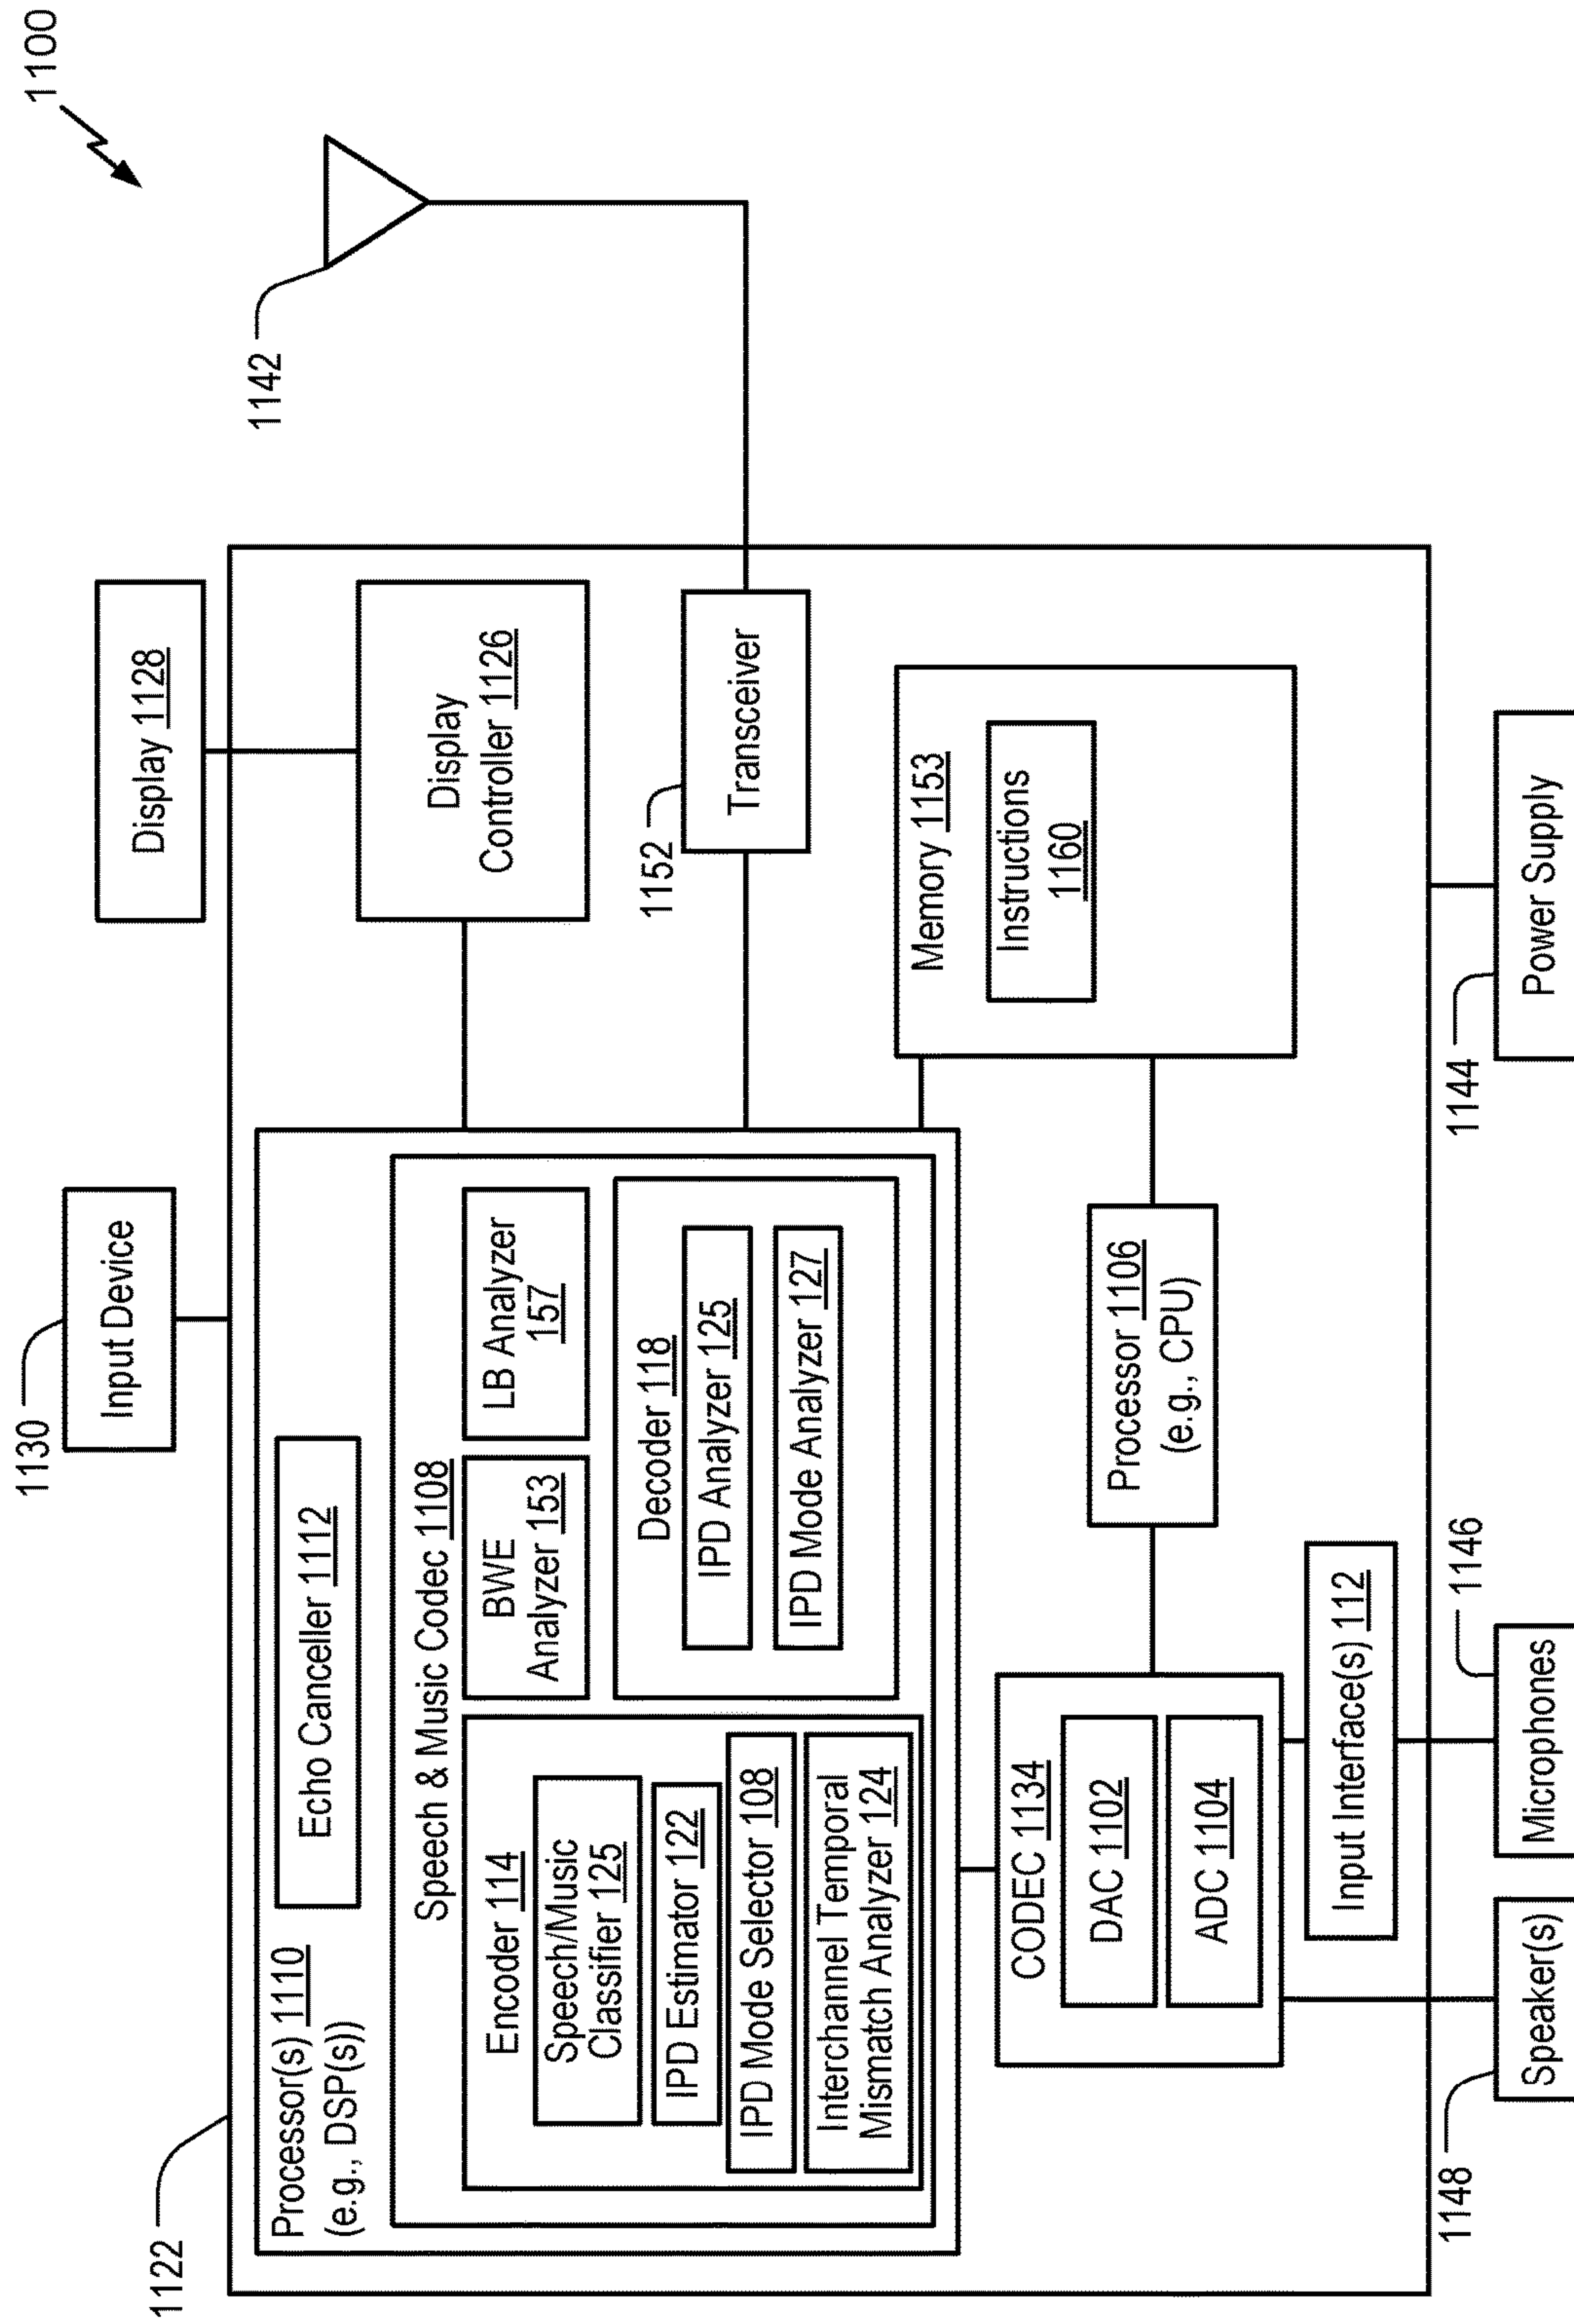 1100
1122
1130
Input Device
Display 1128
1142
Processor(s) 1110
(e.g., DSP(s))
Echo Canceller 1112
Display
Controller 1126
Speech & Music Codec 1108
Encoder 114
Speech/Music
Classifier 125
IPD Estimator 122
IPD Mode Selector 108
Interchannel Temporal
Mismatch Analyzer 124
BWE
Analyzer 153
LB Analyzer
157
Decoder 118
IPD Analyzer 125
IPD Mode Analyzer 127
1152
Transceiver
Memory 1153
Instructions
1160
CODEC 1134
DAC 1102
ADC 1104
Processor 1106
(e.g., CPU)
Input Interface(s) 112
1148
Speaker(s)
1146
Microphones
1144
Power Supply